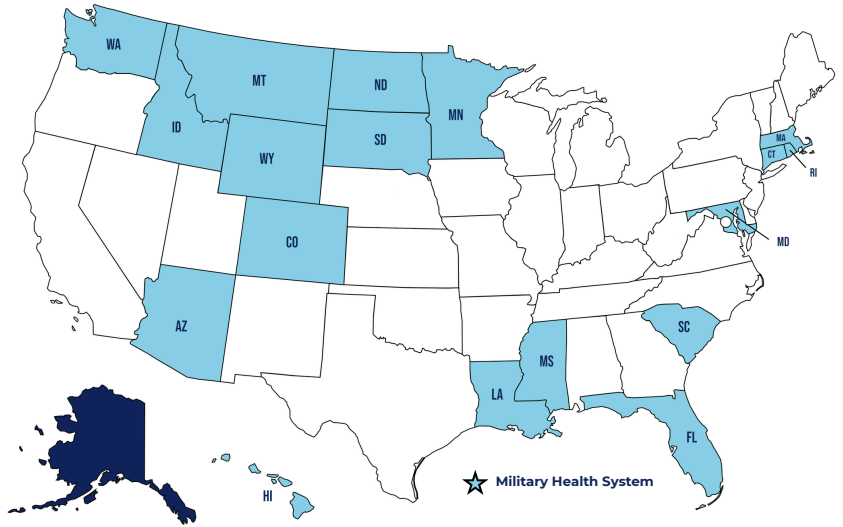 WA
MT
ND
MN
ID
SD
WY
MA
CT
RI
CO
MD
AZ
SC
MS
LA
FL
HI
Military Health System